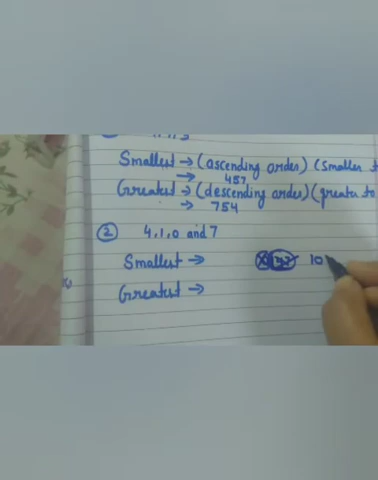 Smallest → (ascending order) (Smaller
→ 457
Greatest → (descending order) (greater to
→ 754
② 4, 1, 0 and 7
Smallest → 10
Greatest →